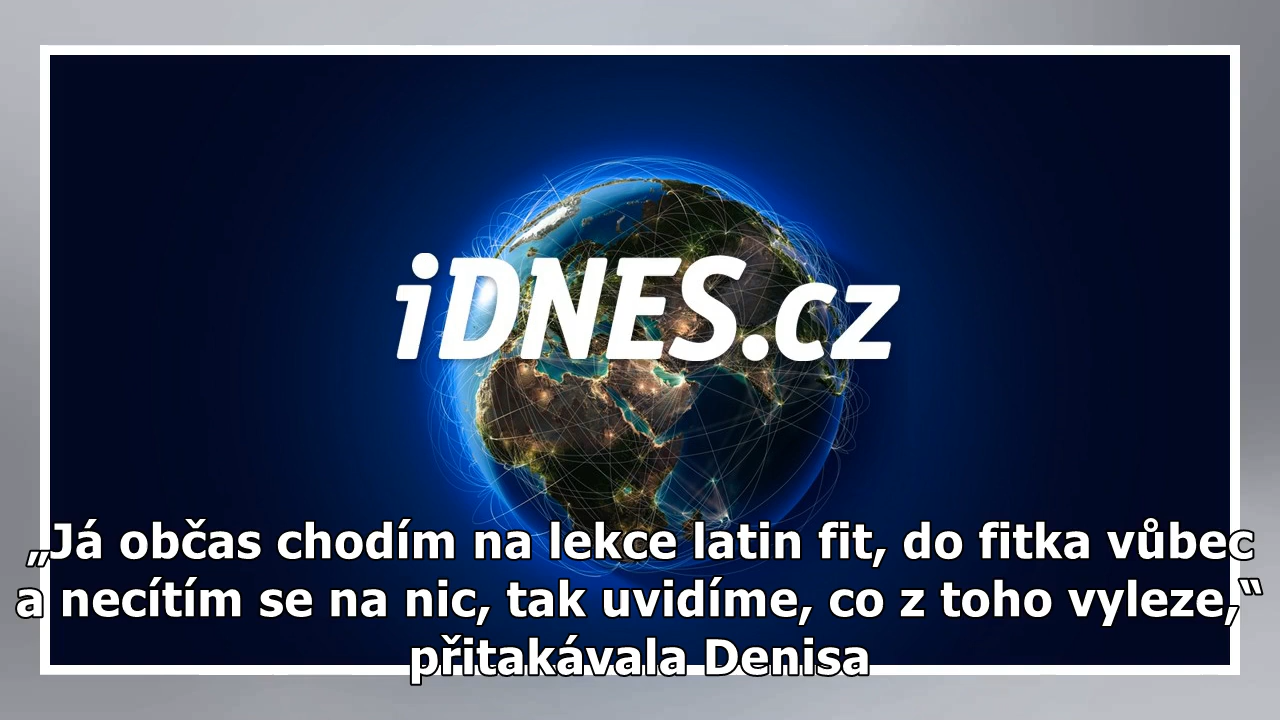 iDNES.cz
„Já občas chodím na lekce latin fit, do fitka vůbec
a necítím se na nic, tak uvidíme, co z toho vyleze,“
přitakávala Denisa